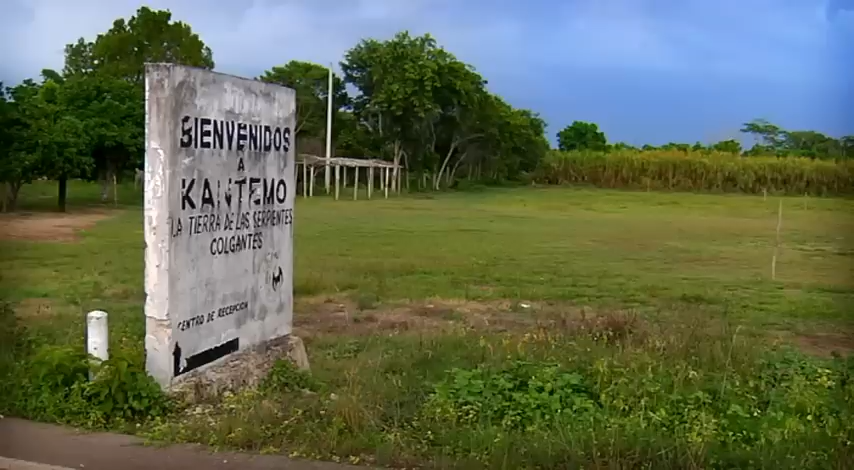 BIENVENIDOS
A
KANTEMO
LA TIERRA DE LAS SERPIENTES
COLGANTES
CENTRO DE RECEPCION